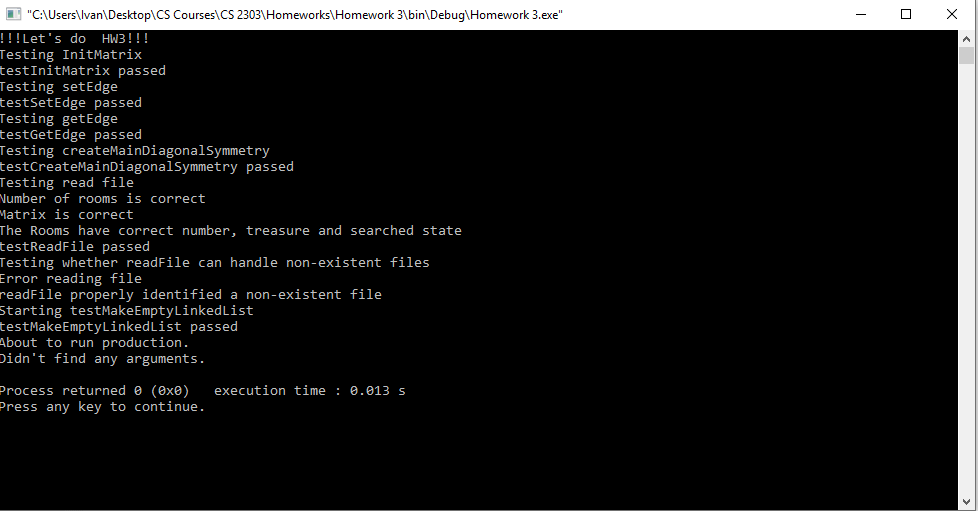 "C:\Users\Ivan\Desktop\CS Courses\CS 2303\Homeworks\Homework 3\bin\Debug\Homework 3.exe"
!!!Let's do  HW3!!!
Testing InitMatrix
testInitMatrix passed
Testing setEdge
testSetEdge passed
Testing getEdge
testGetEdge passed
Testing createMainDiagonalSymmetry
testCreateMainDiagonalSymmetry passed
Testing read file
Number of rooms is correct
Matrix is correct
The Rooms have correct number, treasure and searched state
testReadFile passed
Testing whether readFile can handle non-existent files
Error reading file
readFile properly identified a non-existent file
Starting testMakeEmptyLinkedList
testMakeEmptyLinkedList passed
About to run production.
Didn't find any arguments.
Process returned 0 (0x0)   execution time : 0.013 s
Press any key to continue.